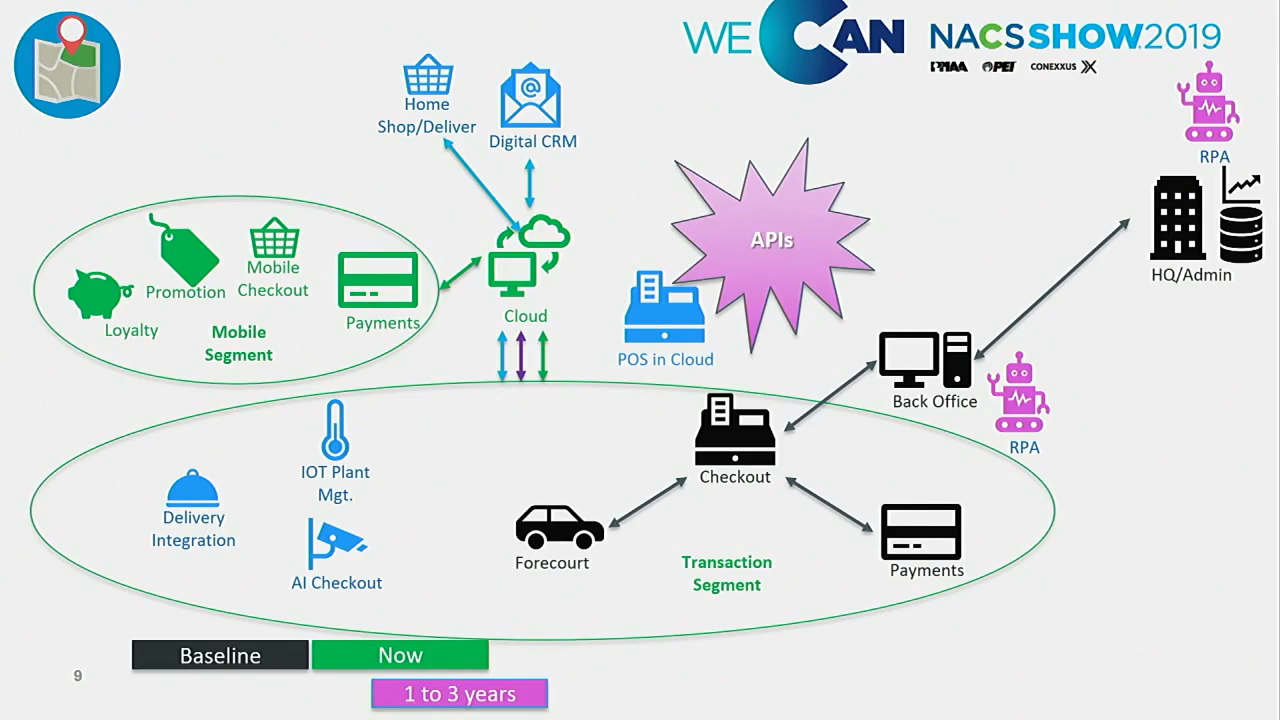 WE CAN NACS SHOW 2019
PMAA PEI CONEXXUS
Home
Shop/Deliver
Digital CRM
RPA
APIs
HQ/Admin
Promotion
Mobile
Checkout
Loyalty
Payments
Mobile
Segment
Cloud
POS in Cloud
Back Office
RPA
IOT Plant
Mgt.
Checkout
Delivery
Integration
AI Checkout
Forecourt
Transaction
Segment
Payments
Baseline
Now
9
1 to 3 years